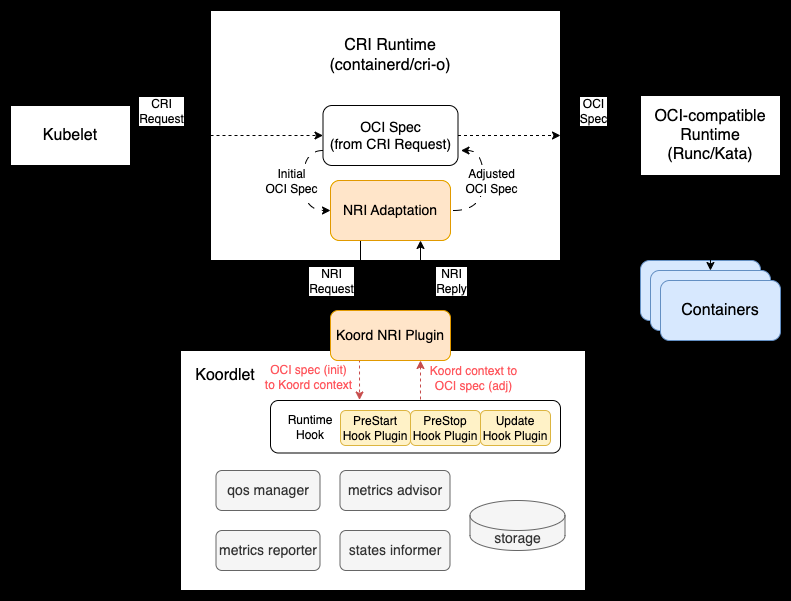 CRI Runtime
(containerd/cri-o)
Kubelet
CRI
Request
OCI Spec
(from CRI Request)
OCI
Spec
OCI-compatible
Runtime
(Runc/Kata)
Initial
OCI Spec
Adjusted
OCI Spec
NRI Adaptation
NRI
Request
NRI
Reply
Containers
Koord NRI Plugin
Koordlet
OCI spec (init)
to Koord context
Koord context to
OCI spec (adj)
Runtime
Hook
PreStart
Hook Plugin
PreStop
Hook Plugin
Update
Hook Plugin
qos manager
metrics advisor
storage
metrics reporter
states informer